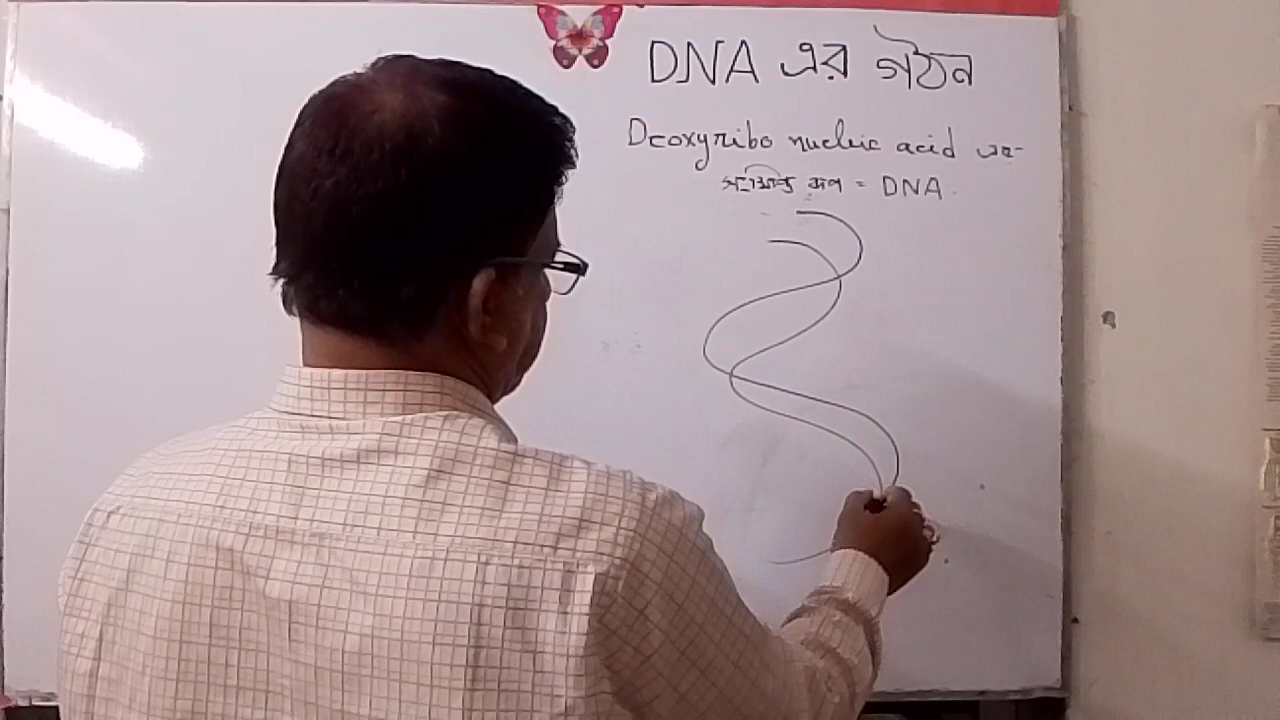 DNA এর গঠন
Deoxyribo nucleic acid এর
সংক্ষিপ্ত রূপ = DNA.